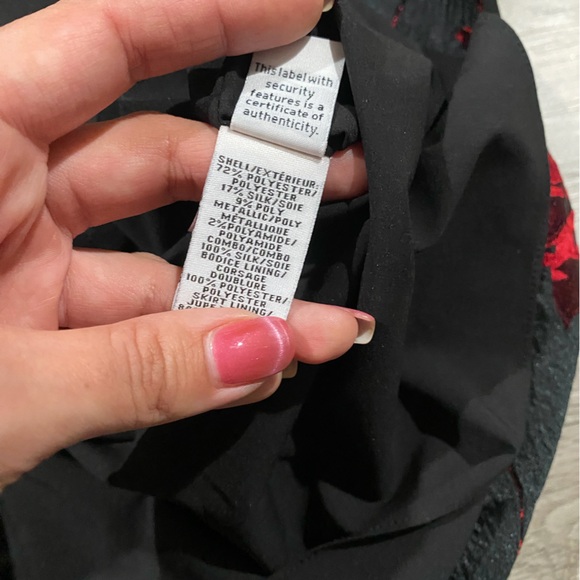 This label with
security
features is a
certificate of
authenticity.
SHELL/EXTÉRIEUR:
72% POLYESTER/
POLYESTER
17% SILK/SOIE
9% POLY
METALLIC/POLY
MÉTALLIQUE
2%POLYAMIDE/
POLYAMIDE
COMBO/COMBO
100% SILK/SOIE
BODICE LINING/
CORSAGE
DOUBLURE
100% POLYESTER/
POLYESTER
SKIRT LINING/
JUPE